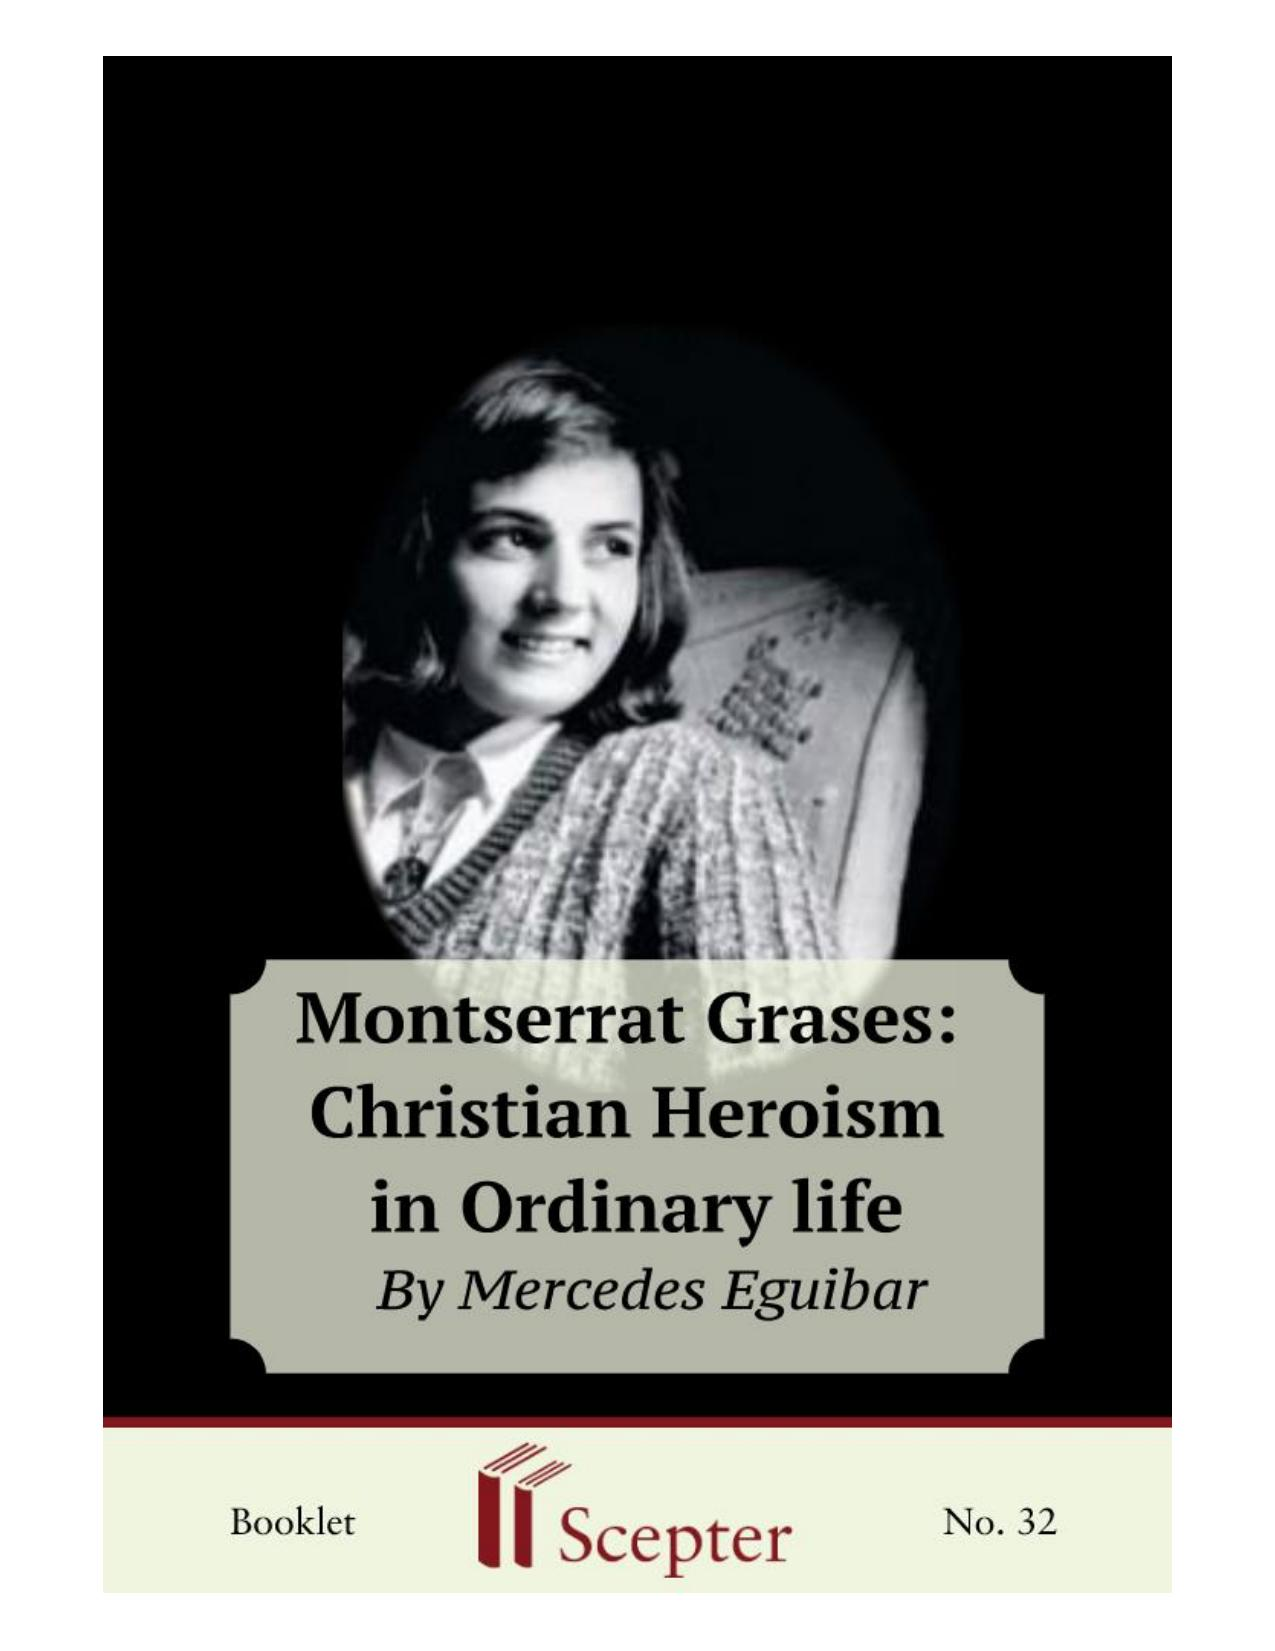 Montserrat Grases:
Christian Heroism
in Ordinary life
By Mercedes Eguibar
Booklet
Scepter
No. 32